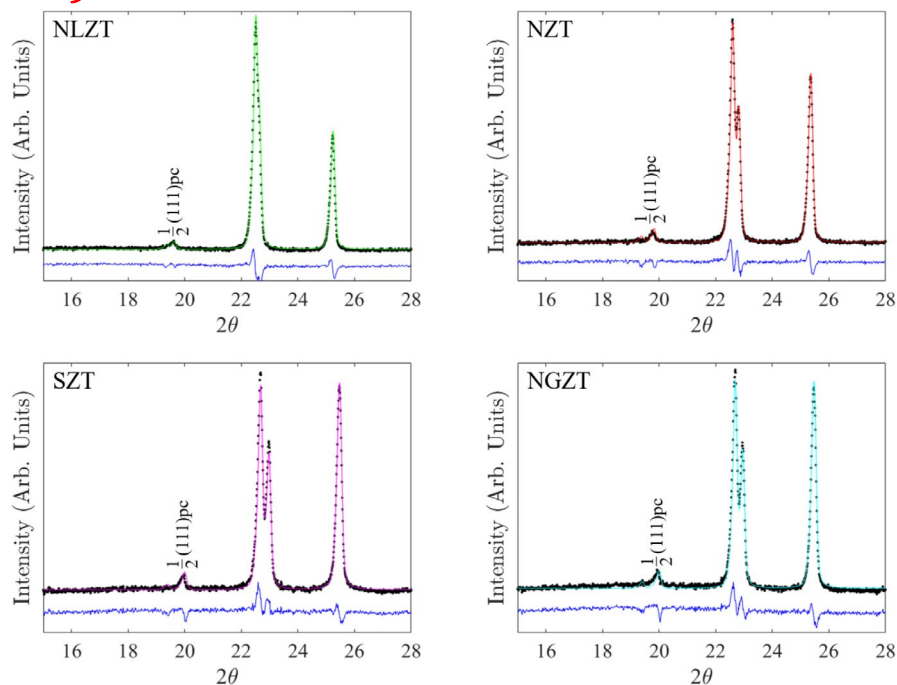 NLZT
Intensity (Arb. Units)
1/2(111)pc
16 18 20 22 24 26 28
2θ
NZT
Intensity (Arb. Units)
1/2(111)pc
16 18 20 22 24 26 28
2θ
SZT
Intensity (Arb. Units)
1/2(111)pc
16 18 20 22 24 26 28
2θ
NGZT
Intensity (Arb. Units)
1/2(111)pc
16 18 20 22 24 26 28
2θ